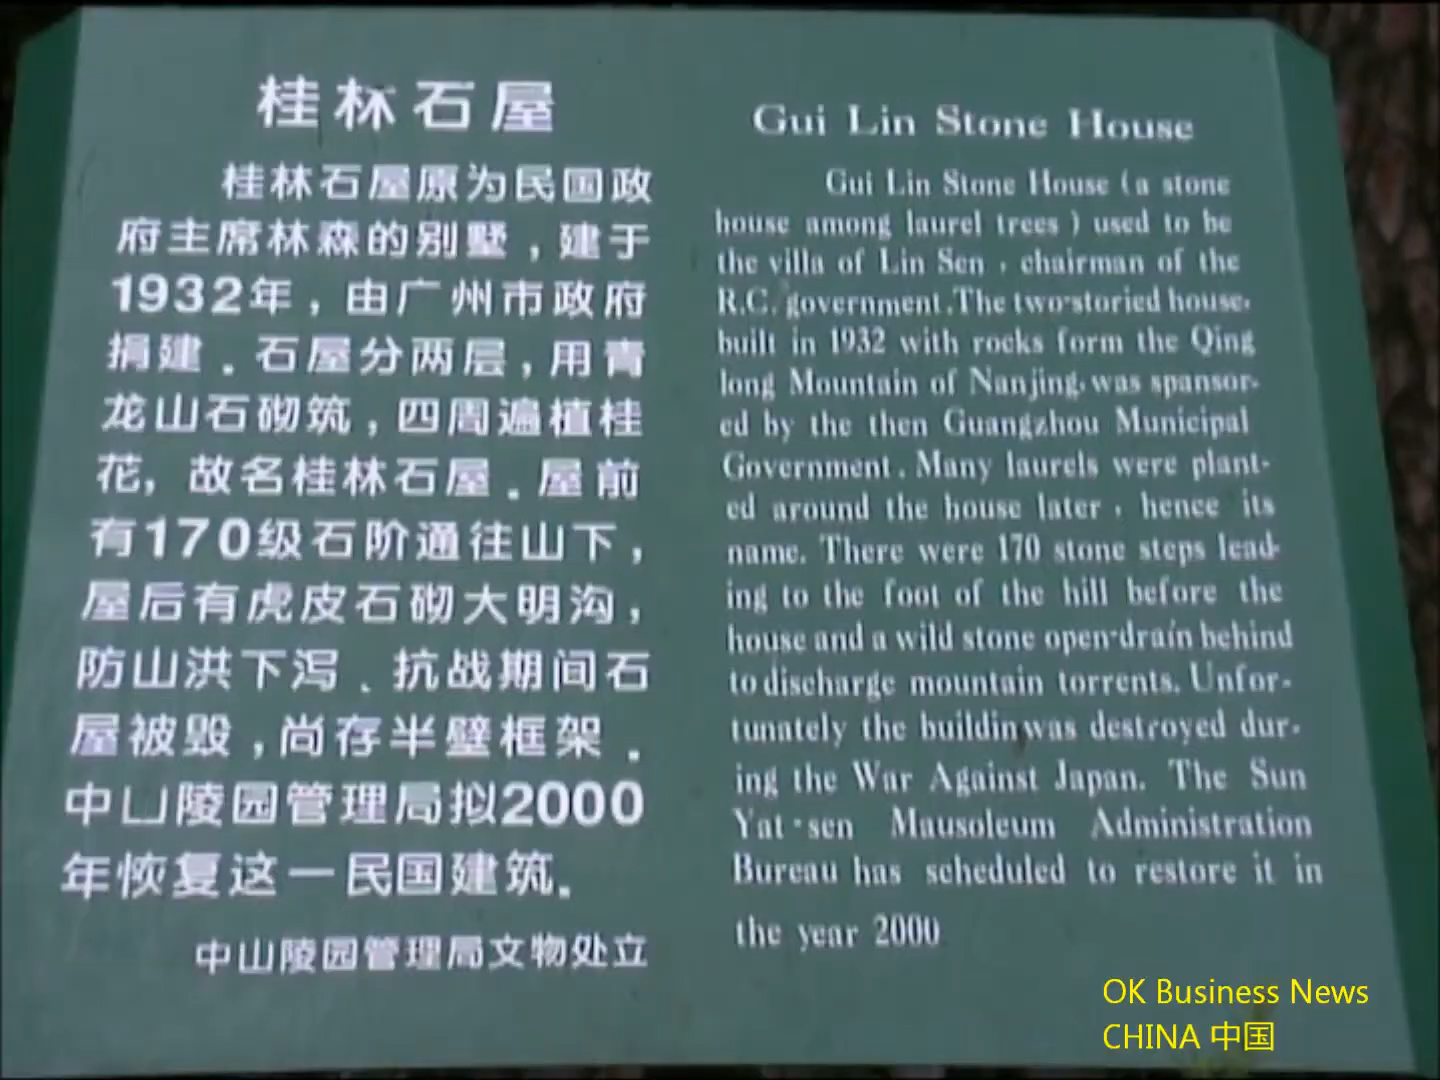 桂林石屋
桂林石屋原为民国政
府主席林森的别墅，建于
1932年，由广州市政府
捐建．石屋分两层，用青
龙山石砌筑，四周遍植桂
花，故名桂林石屋．屋前
有170级石阶通往山下，
屋后有虎皮石砌大明沟，
防山洪下泻．抗战期间石
屋被毁，尚存半壁框架．
中山陵园管理局拟2000
年恢复这一民国建筑。
中山陵园管理局文物处立
Gui Lin Stone House
Gui Lin Stone House (a stone
house among laurel trees ) used to be
the villa of Lin Sen , chairman of the
R.C. government.The two-storied house,
built in 1932 with rocks form the Qing
long Mountain of Nanjing, was spansor-
ed by the then Guangzhou Municipal
Government . Many laurels were plant-
ed around the house later , hence its
name. There were 170 stone steps lead-
ing to the foot of the hill before the
house and a wild stone open-drain behind
to discharge mountain torrents. Unfor-
tunately the buildin was destroyed dur-
ing the War Against Japan. The Sun
Yat-sen Mausoleum Administration
Bureau has scheduled to restore it in
the year 2000
OK Business News
CHINA 中国